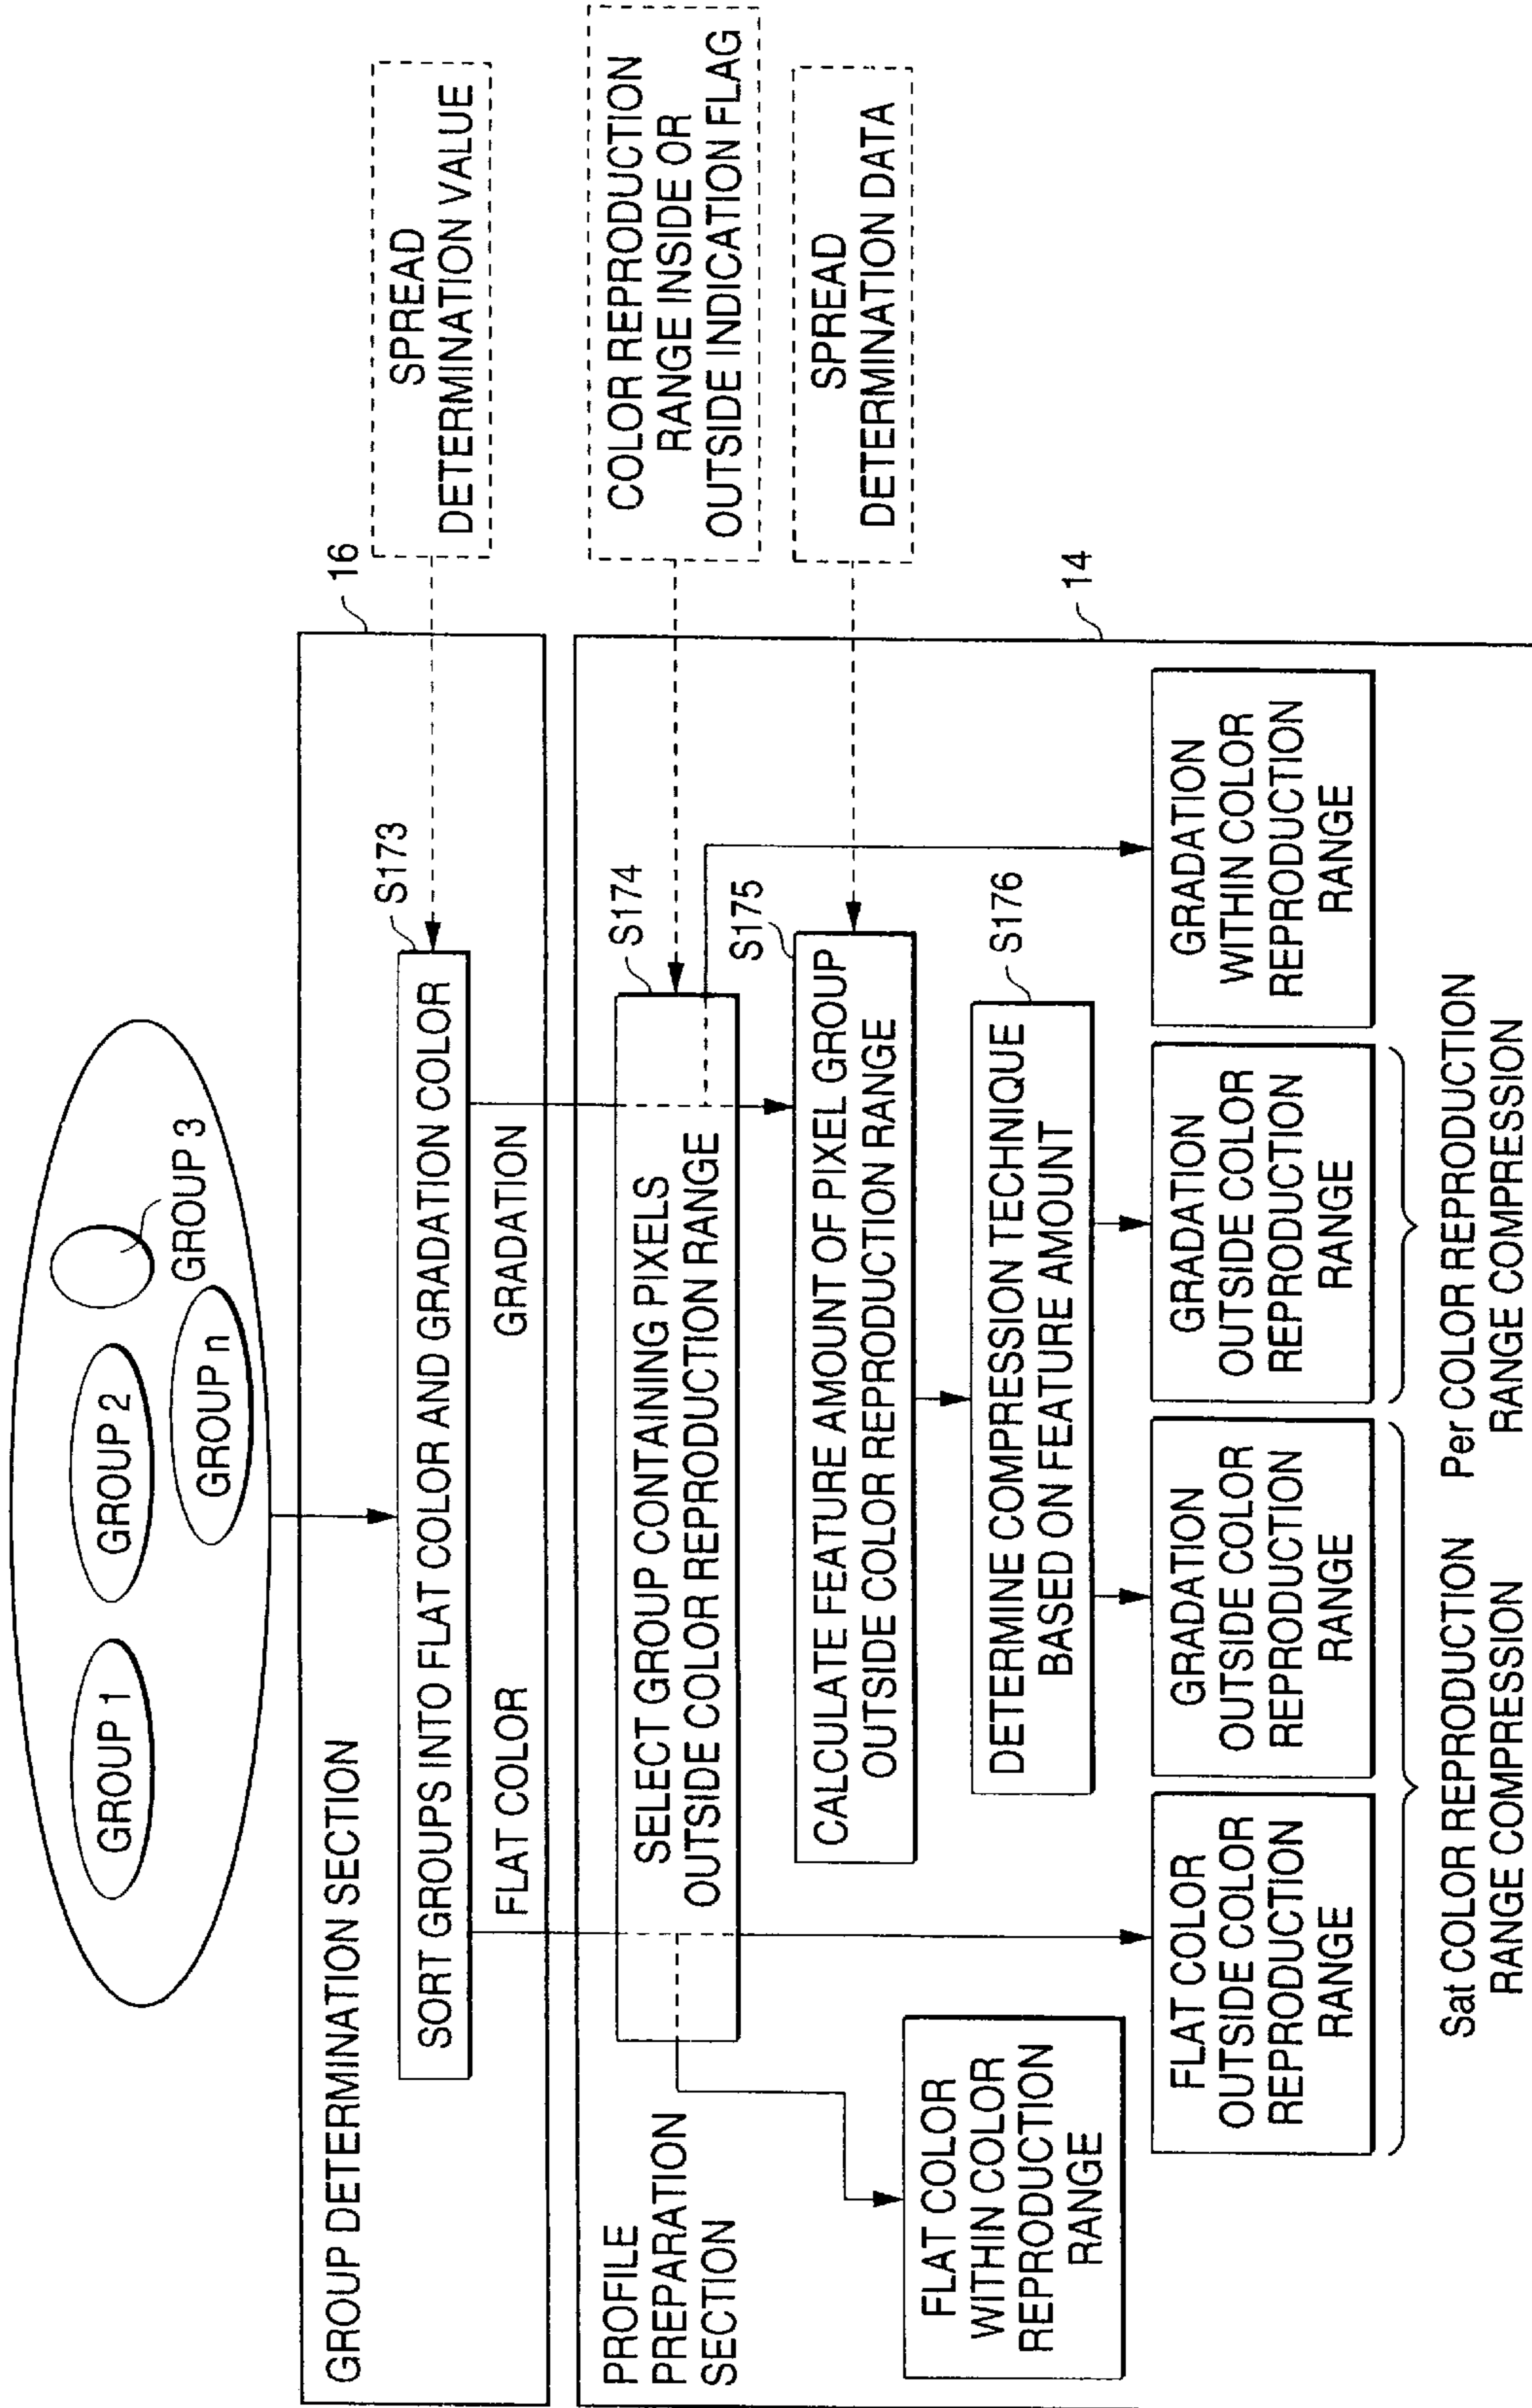 GROUP 1
GROUP 2
GROUP 3
GROUP n
GROUP DETERMINATION SECTION
16
SPREAD
DETERMINATION VALUE
S173
SORT GROUPS INTO FLAT COLOR AND GRADATION COLOR
FLAT COLOR
GRADATION
PROFILE
PREPARATION
SECTION
COLOR REPRODUCTION
RANGE INSIDE OR
OUTSIDE INDICATION FLAG
S174
SELECT GROUP CONTAINING PIXELS
OUTSIDE COLOR REPRODUCTION RANGE
SPREAD
DETERMINATION DATA
S175
CALCULATE FEATURE AMOUNT OF PIXEL GROUP
OUTSIDE COLOR REPRODUCTION RANGE
14
S176
DETERMINE COMPRESSION TECHNIQUE
BASED ON FEATURE AMOUNT
FLAT COLOR
WITHIN COLOR
REPRODUCTION
RANGE
FLAT COLOR
OUTSIDE COLOR
REPRODUCTION
RANGE
GRADATION
OUTSIDE COLOR
REPRODUCTION
RANGE
GRADATION
OUTSIDE COLOR
REPRODUCTION
RANGE
GRADATION
WITHIN COLOR
REPRODUCTION
RANGE
Sat COLOR REPRODUCTION
RANGE COMPRESSION
Per COLOR REPRODUCTION
RANGE COMPRESSION